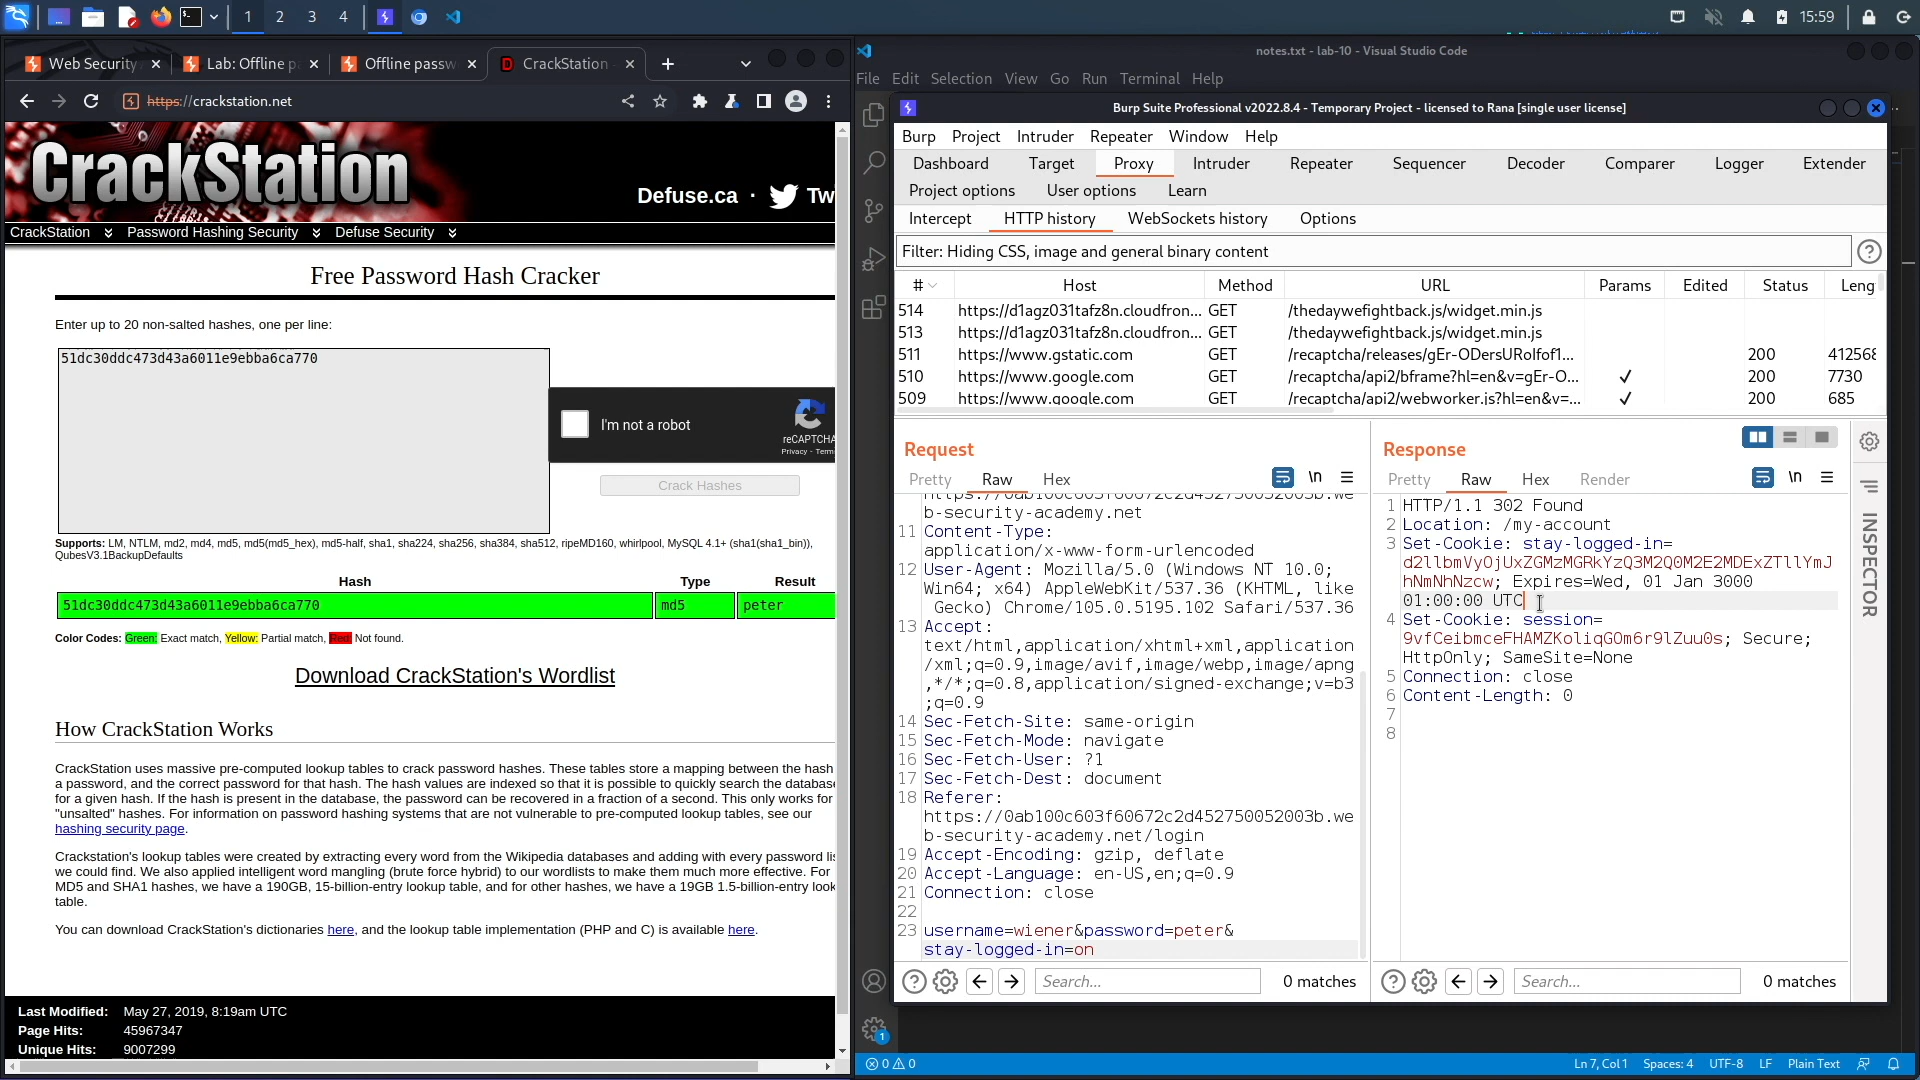 1 2 3 4
15:59
Web Security
Lab: Offline p
Offline passw
CrackStation -
https://crackstation.net
CrackStation
Defuse.ca · Tw
CrackStation Password Hashing Security Defuse Security
Free Password Hash Cracker
Enter up to 20 non-salted hashes, one per line:
51dc30ddc473d43a6011e9ebba6ca770
I'm not a robot
reCAPTCHA
Privacy - Term
Crack Hashes
Supports: LM, NTLM, md2, md4, md5, md5(md5_hex), md5-half, sha1, sha224, sha256, sha384, sha512, ripeMD160, whirlpool, MySQL 4.1+ (sha1(sha1_bin)),
QubesV3.1BackupDefaults
Hash Type Result
51dc30ddc473d43a6011e9ebba6ca770 md5 peter
Color Codes: Green: Exact match, Yellow: Partial match, Red: Not found.
Download CrackStation's Wordlist
How CrackStation Works
CrackStation uses massive pre-computed lookup tables to crack password hashes. These tables store a mapping between the hash
a password, and the correct password for that hash. The hash values are indexed so that it is possible to quickly search the database
for a given hash. If the hash is present in the database, the password can be recovered in a fraction of a second. This only works for
"unsalted" hashes. For information on password hashing systems that are not vulnerable to pre-computed lookup tables, see our
hashing security page.
Crackstation's lookup tables were created by extracting every word from the Wikipedia databases and adding with every password lis
we could find. We also applied intelligent word mangling (brute force hybrid) to our wordlists to make them much more effective. For
MD5 and SHA1 hashes, we have a 190GB, 15-billion-entry lookup table, and for other hashes, we have a 19GB 1.5-billion-entry look
table.
You can download CrackStation's dictionaries here, and the lookup table implementation (PHP and C) is available here.
Last Modified: May 27, 2019, 8:19am UTC
Page Hits: 45967347
Unique Hits: 9007299
notes.txt - lab-10 - Visual Studio Code
File Edit Selection View Go Run Terminal Help
Burp Suite Professional v2022.8.4 - Temporary Project - licensed to Rana [single user license]
Burp Project Intruder Repeater Window Help
Dashboard Target Proxy Intruder Repeater Sequencer Decoder Comparer Logger Extender
Project options User options Learn
Intercept HTTP history WebSockets history Options
Filter: Hiding CSS, image and general binary content
# Host Method URL Params Edited Status Leng
514 https://d1agz031tafz8n.cloudfron... GET /thedaywefightback.js/widget.min.js
513 https://d1agz031tafz8n.cloudfron... GET /thedaywefightback.js/widget.min.js
511 https://www.gstatic.com GET /recaptcha/releases/gEr-ODersURolfof1... 200 412568
510 https://www.google.com GET /recaptcha/api2/bframe?hl=en&v=gEr-O... ✓ 200 7730
509 https://www.google.com GET /recaptcha/api2/webworker.js?hl=en&v=... ✓ 200 685
Request
Pretty Raw Hex
\n
https://0ab100c603f60672c2d452750052003b.we
b-security-academy.net
11 Content-Type:
application/x-www-form-urlencoded
12 User-Agent: Mozilla/5.0 (Windows NT 10.0;
Win64; x64) AppleWebKit/537.36 (KHTML, like
Gecko) Chrome/105.0.5195.102 Safari/537.36
13 Accept:
text/html,application/xhtml+xml,application
/xml;q=0.9,image/avif,image/webp,image/apng
,*/*;q=0.8,application/signed-exchange;v=b3
;q=0.9
14 Sec-Fetch-Site: same-origin
15 Sec-Fetch-Mode: navigate
16 Sec-Fetch-User: ?1
17 Sec-Fetch-Dest: document
18 Referer:
https://0ab100c603f60672c2d452750052003b.we
b-security-academy.net/login
19 Accept-Encoding: gzip, deflate
20 Accept-Language: en-US,en;q=0.9
21 Connection: close
22
23 username=wiener&password=peter&
stay-logged-in=on
Search... 0 matches
Response
Pretty Raw Hex Render
\n
1 HTTP/1.1 302 Found
2 Location: /my-account
3 Set-Cookie: stay-logged-in=
d2llbmVyOjUxZGMzMGRkYzQ3M2Q0M2E2MDExZTllYmJ
hNmNhNzcw; Expires=Wed, 01 Jan 3000
01:00:00 UTC
4 Set-Cookie: session=
9vfCeibmceFHAMZKoliqGOm6r9lZuu0s; Secure;
HttpOnly; SameSite=None
5 Connection: close
6 Content-Length: 0
7
8
Search... 0 matches
INSPECTOR
1
0 0
Ln 7, Col 1 Spaces: 4 UTF-8 LF Plain Text